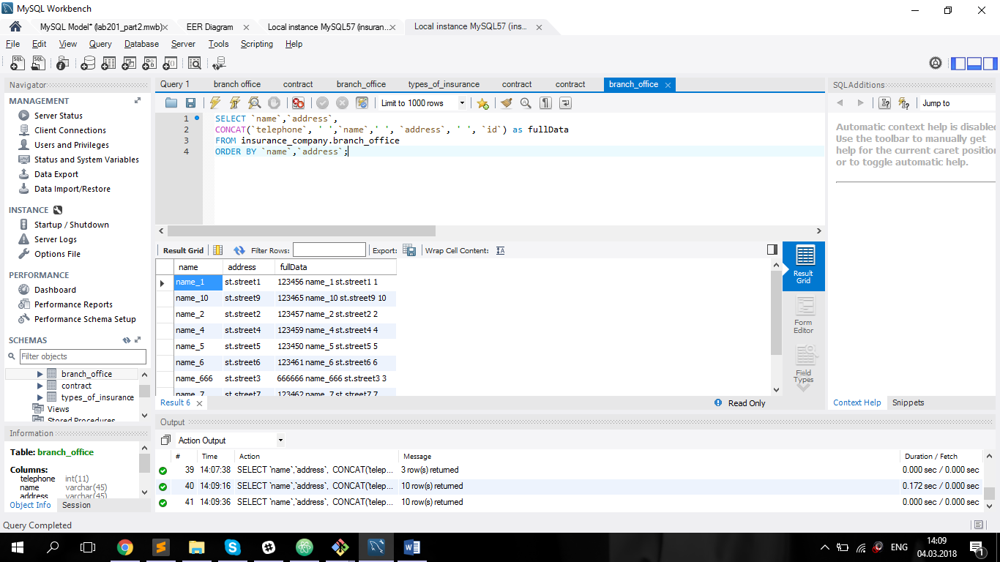 MySQL Workbench
MySQL Model* (lab201_part2.mwb)
EER Diagram
Local instance MySQL57 (insuran...
Local instance MySQL57 (ins...
File Edit View Query Database Server Tools Scripting Help
Navigator
MANAGEMENT
Server Status
Client Connections
Users and Privileges
Status and System Variables
Data Export
Data Import/Restore
INSTANCE
Startup / Shutdown
Server Logs
Options File
PERFORMANCE
Dashboard
Performance Reports
Performance Schema Setup
SCHEMAS
Filter objects
branch_office
contract
types_of_insurance
Views
Stored Procedures
Information
Table: branch_office
Columns:
telephone int(11)
name varchar(45)
address varchar(45)
Object Info Session
Query 1 branch office contract branch_office types_of_insurance contract contract branch_office
Limit to 1000 rows
1 SELECT `name`,`address`,
2 CONCAT(`telephone`, ' ',`name`,' ', `address`, ' ', `id`) as fullData
3 FROM insurance_company.branch_office
4 ORDER BY `name`,`address`;
Result Grid Filter Rows: Export: Wrap Cell Content:
name address fullData
name_1 st.street1 123456 name_1 st.street1 1
name_10 st.street9 123465 name_10 st.street9 10
name_2 st.street2 123457 name_2 st.street2 2
name_4 st.street4 123459 name_4 st.street4 4
name_5 st.street5 123450 name_5 st.street5 5
name_6 st.street6 123461 name_6 st.street6 6
name_666 st.street3 666666 name_666 st.street3 3
name_7 st.street7 123462 name_7 st.street7 7
Result Grid
Form Editor
Field Types
Result 6
Read Only
SQLAdditions
Jump to
Automatic context help is disabled
Use the toolbar to manually get
help for the current caret position
or to toggle automatic help.
Context Help Snippets
Output
Action Output
# Time Action Message Duration / Fetch
39 14:07:38 SELECT `name`,`address`, CONCAT(`telep... 3 row(s) returned 0.000 sec / 0.000 sec
40 14:09:16 SELECT `name`,`address`, CONCAT(`telep... 10 row(s) returned 0.172 sec / 0.000 sec
41 14:09:36 SELECT `name`,`address`, CONCAT(`telep... 10 row(s) returned 0.000 sec / 0.000 sec
Query Completed
ENG
14:09
04.03.2018
1